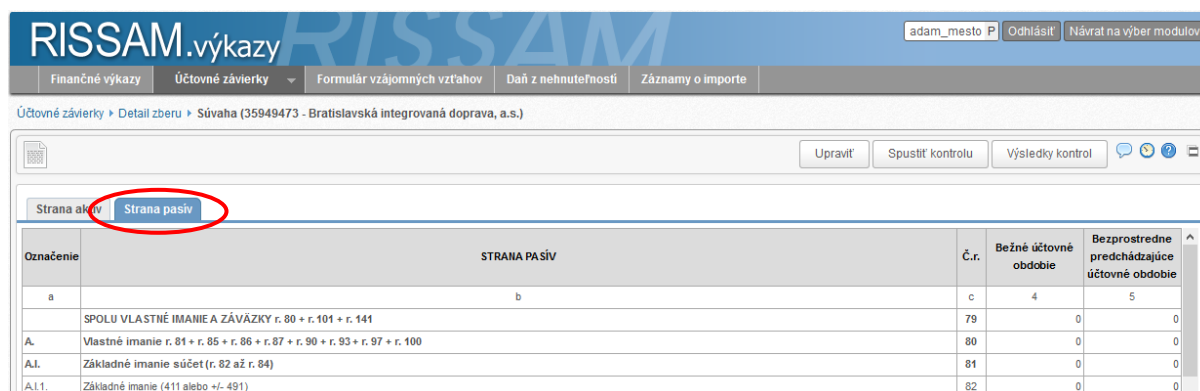 RISSAM.výkazy
RISSAM
adam_mesto P Odhlásiť Návrat na výber modulov
Finančné výkazy Účtovné závierky Formulár vzájomných vzťahov Daň z nehnuteľnosti Záznamy o importe
Účtovné závierky Detail zberu Súvaha (35949473 - Bratislavská integrovaná doprava, a.s.)
Upraviť Spustiť kontrolu Výsledky kontrol
Strana aktív Strana pasív
Označenie STRANA PASÍV Č.r. Bežné účtovné obdobie Bezprostredne predchádzajúce účtovné obdobie
a b c 4 5
SPOLU VLASTNÉ IMANIE A ZÁVÄZKY r. 80 + r. 101 + r. 141 79 0 0
A. Vlastné imanie r. 81 + r. 85 + r. 86 + r. 87 + r. 90 + r. 93 + r. 97 + r. 100 80 0 0
A.I. Základné imanie súčet (r. 82 až r. 84) 81 0 0
A.I.1. Základné imanie (411 alebo +/- 491) 82 0 0